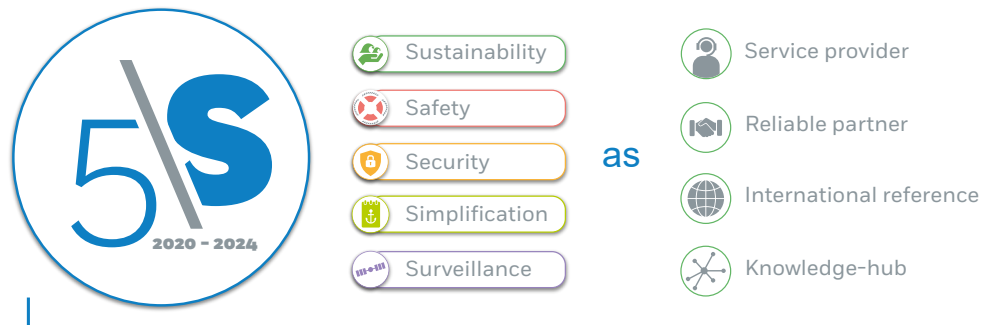 5\S
2020 - 2024
Sustainability
Safety
Security
Simplification
Surveillance
as
Service provider
Reliable partner
International reference
Knowledge-hub